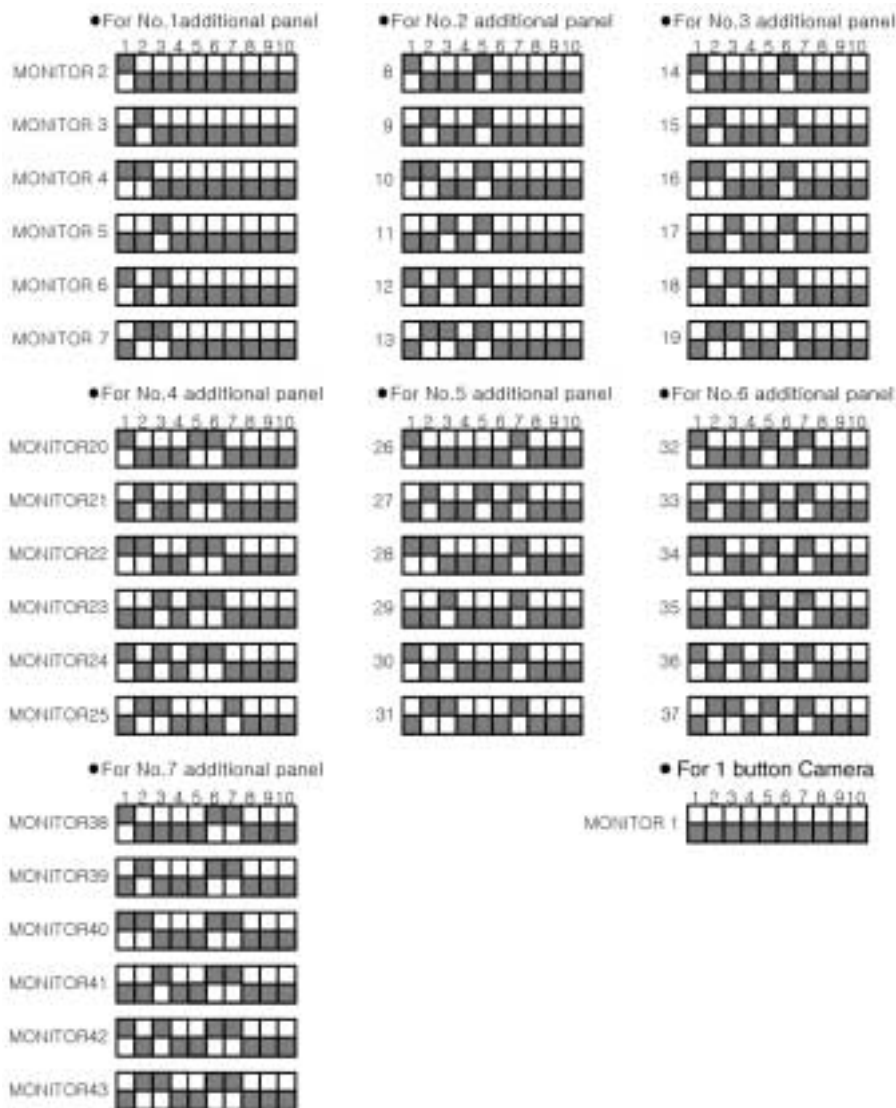 ●For No.1additional panel
1 2 3 4 5 6 7 8 9 10
MONITOR 2
MONITOR 3
MONITOR 4
MONITOR 5
MONITOR 6
MONITOR 7
●For No.2 additional panel
1 2 3 4 5 6 7 8 9 10
8
9
10
11
12
13
●For No.3 additional panel
1 2 3 4 5 6 7 8 9 10
14
15
16
17
18
19
●For No.4 additional panel
1 2 3 4 5 6 7 8 9 10
MONITOR20
MONITOR21
MONITOR22
MONITOR23
MONITOR24
MONITOR25
●For No.5 additional panel
1 2 3 4 5 6 7 8 9 10
26
27
28
29
30
31
●For No.6 additional panel
1 2 3 4 5 6 7 8 9 10
32
33
34
35
36
37
●For No.7 additional panel
1 2 3 4 5 6 7 8 9 10
MONITOR38
MONITOR39
MONITOR40
MONITOR41
MONITOR42
MONITOR43
● For 1 button Camera
1 2 3 4 5 6 7 8 9 10
MONITOR 1